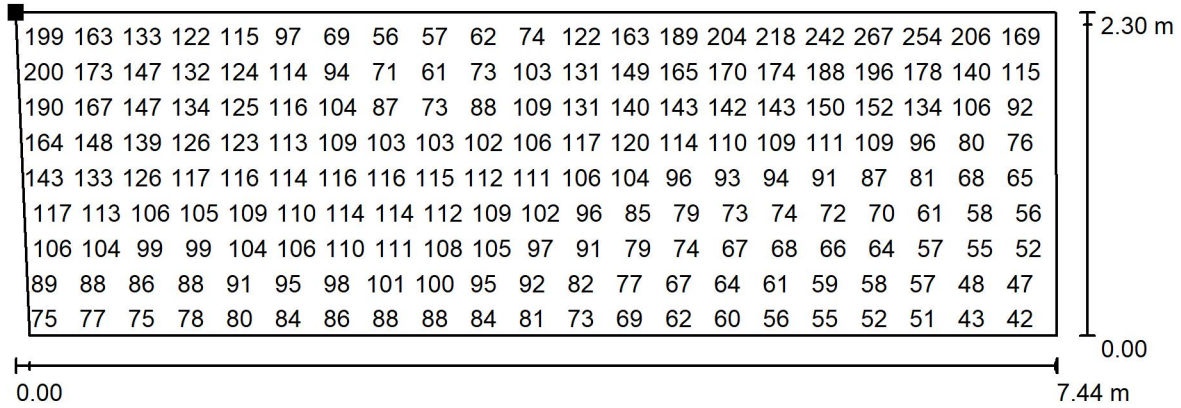 199 163 133 122 115 97 69 56 57 62 74 122 163 189 204 218 242 267 254 206 169
2.30 m
200 173 147 132 124 114 94 71 61 73 103 131 149 165 170 174 188 196 178 140 115
190 167 147 134 125 116 104 87 73 88 109 131 140 143 142 143 150 152 134 106 92
164 148 139 126 123 113 109 103 103 102 106 117 120 114 110 109 111 109 96 80 76
143 133 126 117 116 114 116 116 115 112 111 106 104 96 93 94 91 87 81 68 65
117 113 106 105 109 110 114 114 112 109 102 96 85 79 73 74 72 70 61 58 56
106 104 99 99 104 106 110 111 108 105 97 91 79 74 67 68 66 64 57 55 52
89 88 86 88 91 95 98 101 100 95 92 82 77 67 64 61 59 58 57 48 47
75 77 75 78 80 84 86 88 88 84 81 73 69 62 60 56 55 52 51 43 42
0.00
0.00 7.44 m